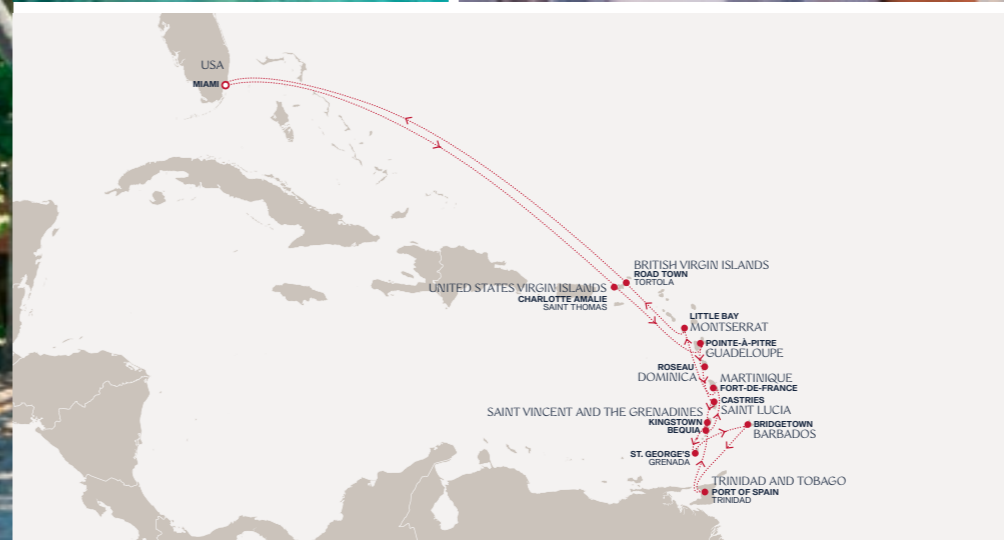 USA
MIAMI
BRITISH VIRGIN ISLANDS
ROAD TOWN
TORTOLA
UNITED STATES VIRGIN ISLANDS
CHARLOTTE AMALIE
SAINT THOMAS
LITTLE BAY
MONTSERRAT
POINTE-À-PITRE
GUADELOUPE
ROSEAU
DOMINICA
MARTINIQUE
FORT-DE-FRANCE
CASTRIES
SAINT LUCIA
SAINT VINCENT AND THE GRENADINES
KINGSTOWN
BEQUIA
BRIDGETOWN
BARBADOS
ST. GEORGE'S
GRENADA
TRINIDAD AND TOBAGO
PORT OF SPAIN
TRINIDAD